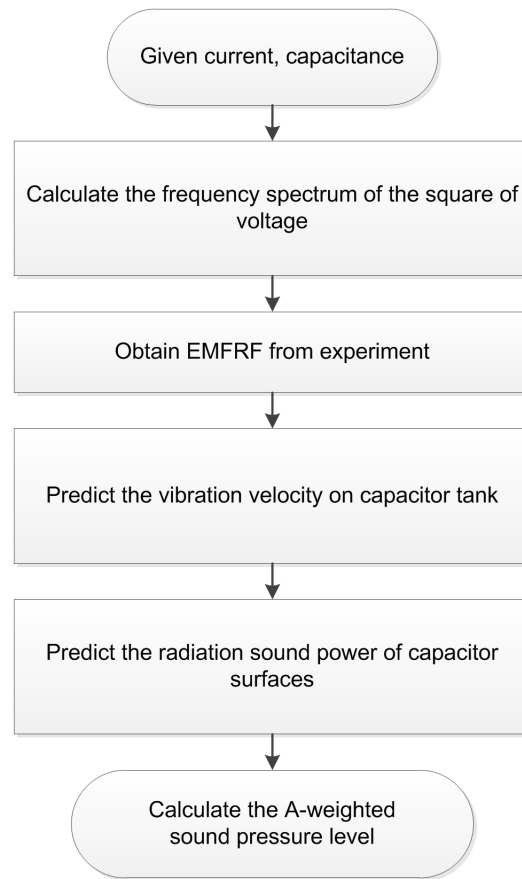 Given current, capacitance
Calculate the frequency spectrum of the square of
voltage
Obtain EMFRF from experiment
Predict the vibration velocity on capacitor tank
Predict the radiation sound power of capacitor
surfaces
Calculate the A-weighted
sound pressure level